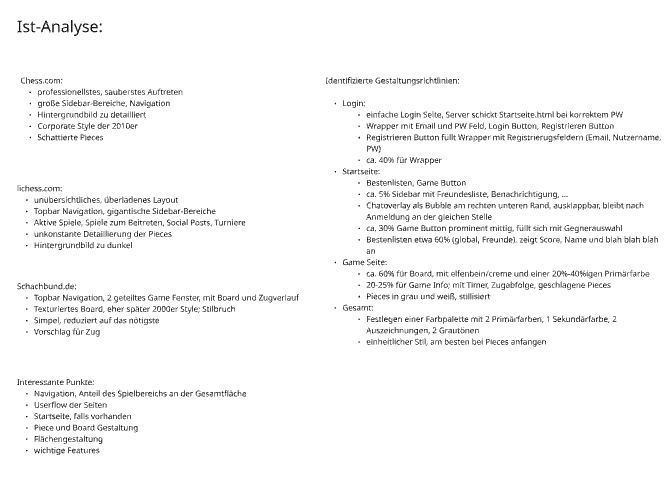 Ist-Analyse:
Chess.com:
• professionellstes, sauberstes Auftreten
• große Sidebar-Bereiche, Navigation
• Hintergrundbild zu detailliert
• Corporate Style der 2010er
• Schattierte Pieces
lichess.com:
• unübersichtliches, überladenes Layout
• Topbar Navigation, gigantische Sidebar-Bereiche
• Aktive Spiele, Spiele zum Beitreten, Social Posts, Turniere
• unkonstante Detaillierung der Pieces
• Hintergrundbild zu dunkel
Schachbund.de:
• Topbar Navigation, 2 geteiltes Game Fenster, mit Board und Zugverlauf
• Texturiertes Board, eher später 2000er Style; Stilbruch
• Simpel, reduziert auf das nötigste
• Vorschlag für Zug
Interessante Punkte:
• Navigation, Anteil des Spielbereichs an der Gesamtfläche
• Userflow der Seiten
• Startseite, falls vorhanden
• Piece und Board Gestaltung
• Flächengestaltung
• wichtige Features
Identifizierte Gestaltungsrichtlinien:
• Login:
• einfache Login Seite, Server schickt Startseite.html bei korrektem PW
• Wrapper mit Email und PW Feld, Login Button, Registrieren Button
• Registrieren Button füllt Wrapper mit Registrierugsfeldern (Email, Nutzername,
PW)
• ca. 40% für Wrapper
• Startseite:
• Bestenlisten, Game Button
• ca. 5% Sidebar mit Freundesliste, Benachrichtigung, ...
• Chatoverlay als Bubble am rechten unteren Rand, ausklappbar, bleibt nach
Anmeldung an der gleichen Stelle
• ca. 30% Game Button prominent mittig, füllt sich mit Gegnerauswahl
• Bestenlisten etwa 60% (global, Freunde). zeigt Score, Name und blah blah blah
an
• Game Seite:
• ca. 60% für Board, mit elfenbein/creme und einer 20%-40%igen Primärfarbe
• 20-25% für Game Info; mit Timer, Zugabfolge, geschlagene Pieces
• Pieces in grau und weiß, stilisiert
• Gesamt:
• Festlegen einer Farbpalette mit 2 Primärfarben, 1 Sekundärfarbe, 2
Auszeichnungen, 2 Grautönen
• einheitlicher Stil, am besten bei Pieces anfangen